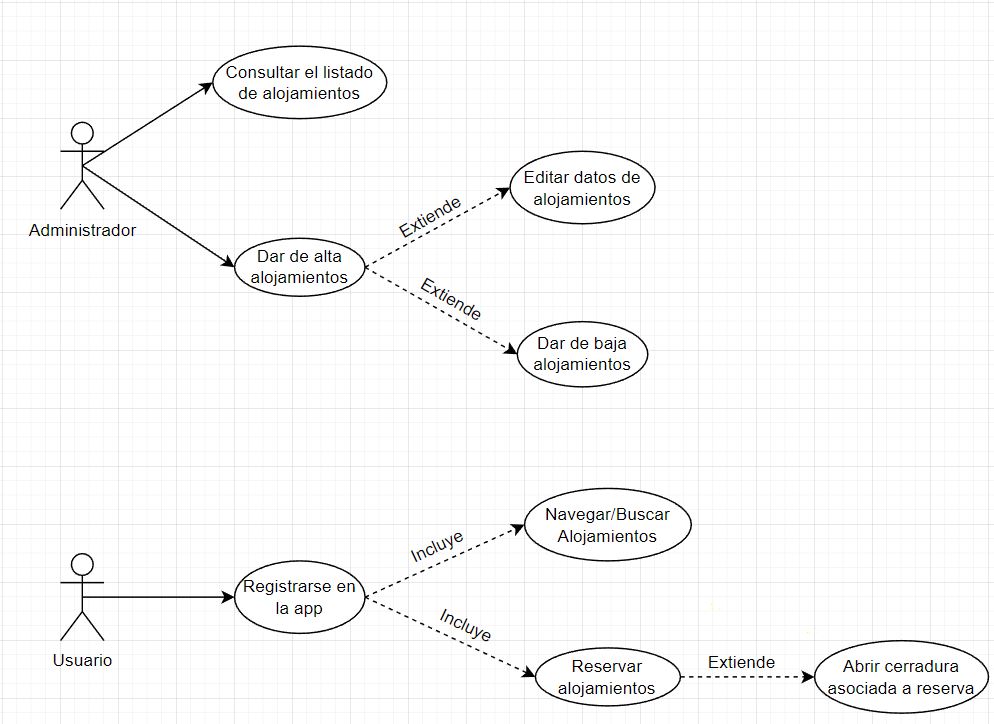 Consultar el listado
de alojamientos
Administrador
Editar datos de
alojamientos
Extiende
Dar de alta
alojamientos
Extiende
Dar de baja
alojamientos
Navegar/Buscar
Alojamientos
Incluye
Registrarse en
la app
Incluye
Usuario
Reservar
alojamientos
Extiende
Abrir cerradura
asociada a reserva